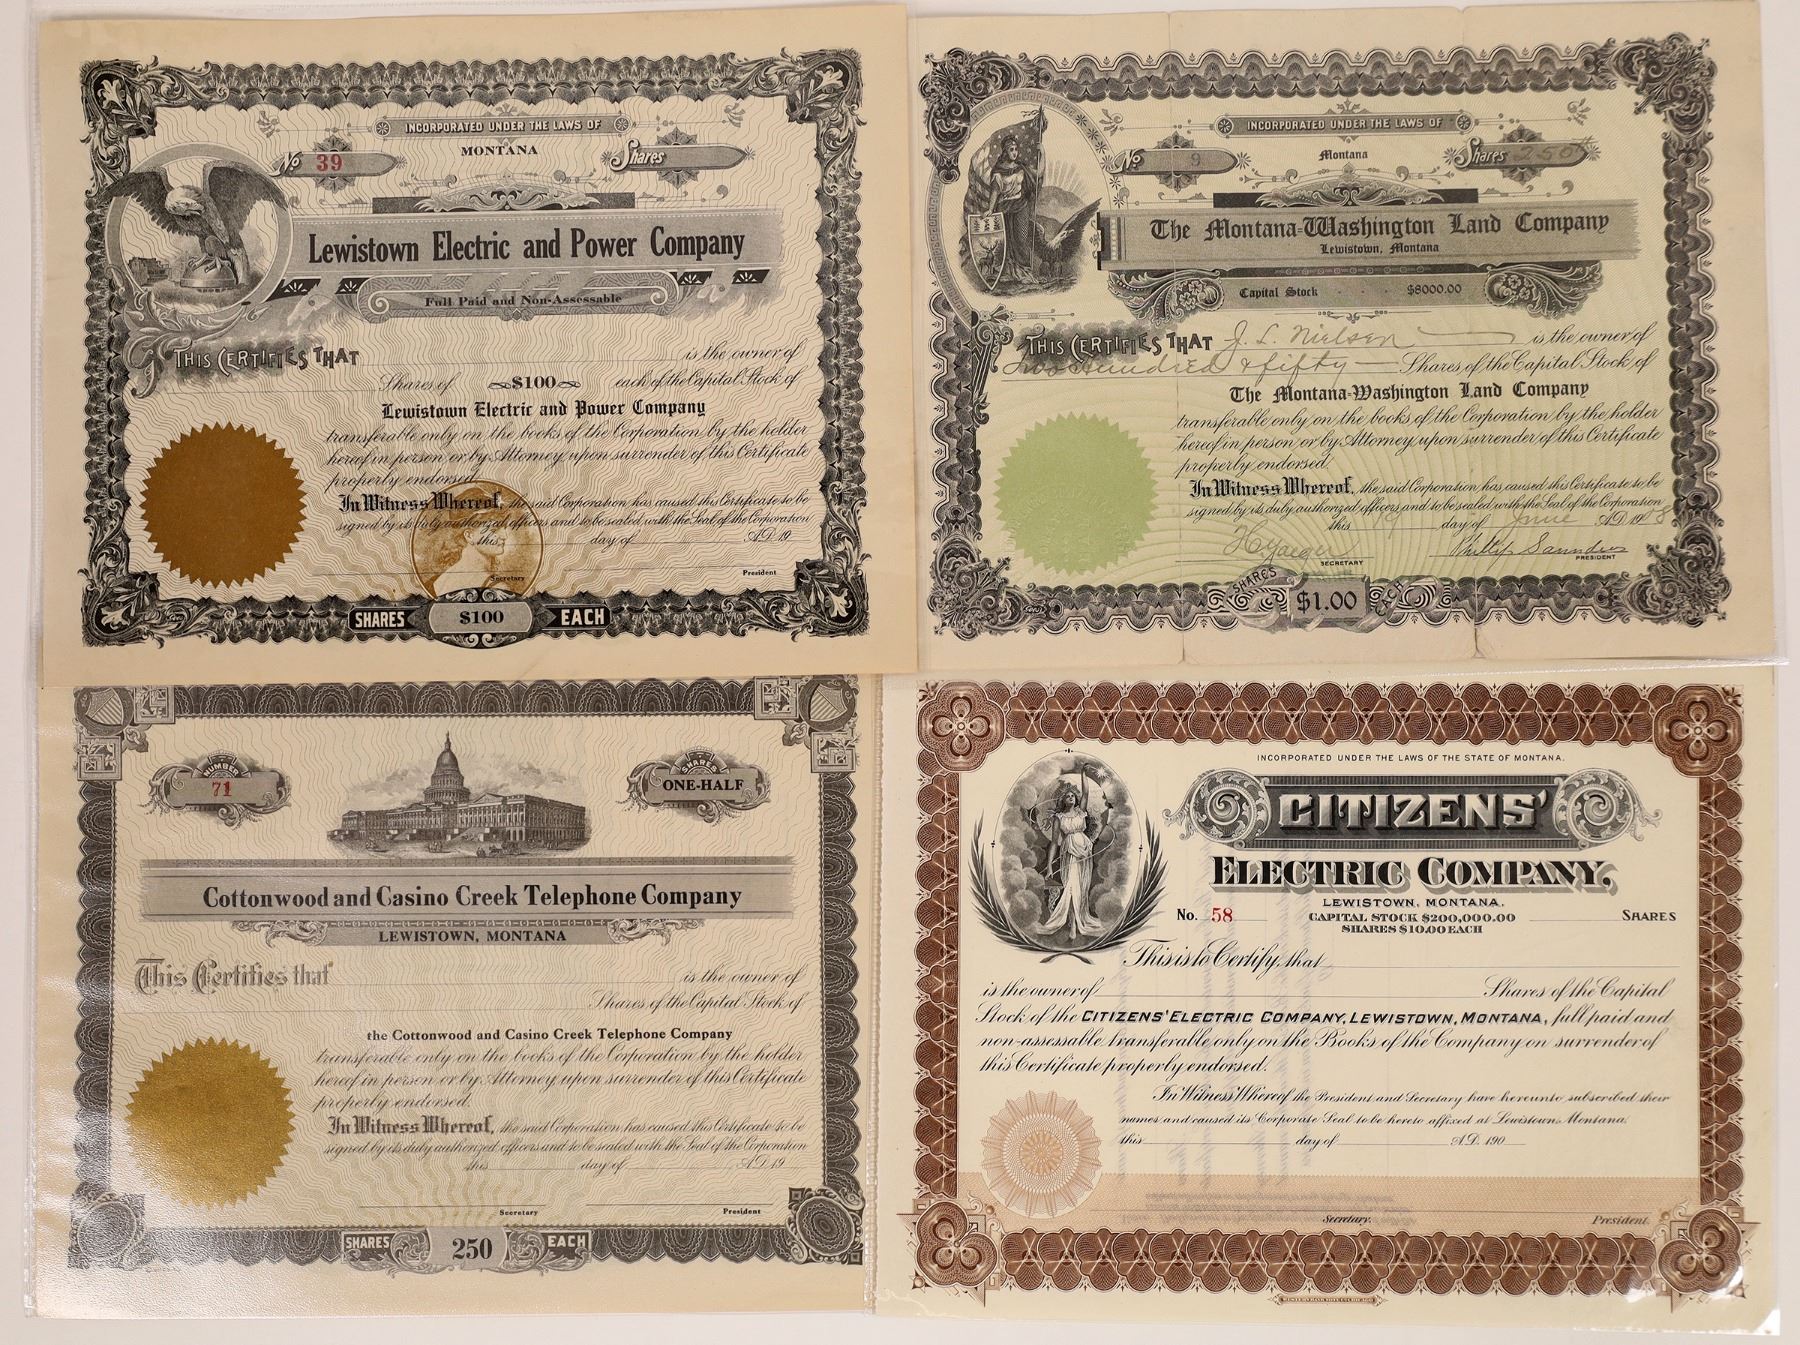 INCORPORATED UNDER THE LAWS OF
MONTANA
No 39
Shares
Lewistown Electric and Power Company
Full Paid and Non-Assessable
THIS CERTIFIES THAT is the owner of
Shares of $100 each of the Capital Stock of
Lewistown Electric and Power Company
transferable only on the books of the Corporation by the holder
hereof in person or by Attorney upon surrender of this Certificate
properly endorsed.
In Witness Whereof, the said Corporation has caused this Certificate to be
signed by its duly authorized officers and to be sealed with the Seal of the Corporation
this day of A.D. 19
Secretary President
SHARES $100 EACH
INCORPORATED UNDER THE LAWS OF
Montana
No 9
Shares 250
The Montana-Washington Land Company
Lewistown, Montana
Capital Stock - - - $8000.00
THIS CERTIFIES THAT J. L. Nielsen is the owner of
Two Hundred & fifty Shares of the Capital Stock of
The Montana-Washington Land Company
transferable only on the books of the Corporation by the holder
hereof in person or by Attorney upon surrender of this Certificate
properly endorsed.
In Witness Whereof, the said Corporation has caused this Certificate to be
signed by its duly authorized officers and to be sealed with the Seal of the Corporation
this 19 day of June A.D. 19 8
Yaeger Phillip Saunders
SECRETARY PRESIDENT
SHARES $1.00 EACH
NUMBER
71
SHARES
ONE-HALF
Cottonwood and Casino Creek Telephone Company
LEWISTOWN, MONTANA
This Certifies that is the owner of
Shares of the Capital Stock of
the Cottonwood and Casino Creek Telephone Company
transferable only on the books of the Corporation by the holder
hereof in person or by Attorney upon surrender of this Certificate
properly endorsed.
In Witness Whereof, the said Corporation has caused this Certificate to be
signed by its duly authorized officers and to be sealed with the Seal of the Corporation
this day of A.D. 19
Secretary President
SHARES 250 EACH
INCORPORATED UNDER THE LAWS OF THE STATE OF MONTANA.
CITIZENS'
ELECTRIC COMPANY,
LEWISTOWN, MONTANA.
No. 58 CAPITAL STOCK $200,000.00 SHARES
SHARES $10.00 EACH
This is to Certify, that
is the owner of Shares of the Capital
Stock of the CITIZENS' ELECTRIC COMPANY, LEWISTOWN, MONTANA, full paid and
non-assessable transferable only on the Books of the Company on surrender of
this Certificate properly endorsed.
In Witness Whereof the President and Secretary have hereunto subscribed their
names and caused its Corporate Seal to be hereto affixed at Lewistown, Montana.
this day of A.D. 190
Secretary. President.